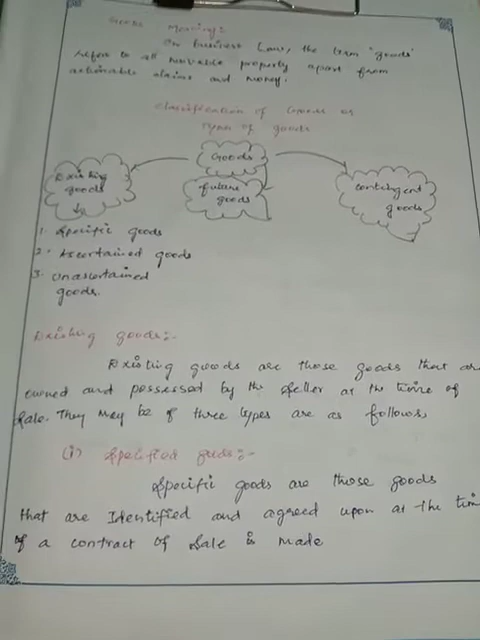 Goods Meaning:
In Business Law, the term "goods"
refers to all movable property apart from
actionable claims and money.
Classification of Goods or
Types of goods
Goods
Existing
goods
Future
goods
Contingent
goods
1. Specific goods
2. Ascertained goods
3. Unascertained
goods.
Existing goods:-
Existing goods are those goods that are
owned and possessed by the seller at the time of
sale. They may be of three types are as follows,
(i) Specified goods:-
Specific goods are those goods
that are Identified and agreed upon at the time
of a contract of sale is made